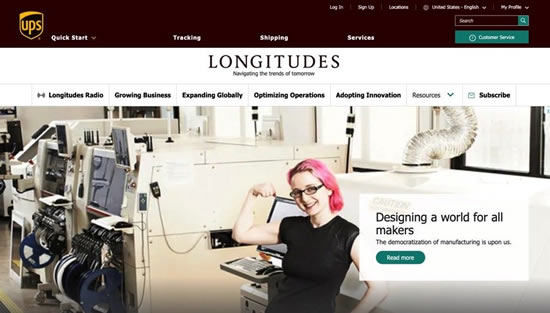 Log In Sign Up Locations United States - English My Profile
ups
Search
Quick Start Tracking Shipping Services
Customer Service
LONGITUDES
Navigating the trends of tomorrow
Longitudes Radio Growing Business Expanding Globally Optimizing Operations Adopting Innovation Resources Subscribe
CAUTION
Designing a world for all
makers
The democratization of manufacturing is upon us.
Read more